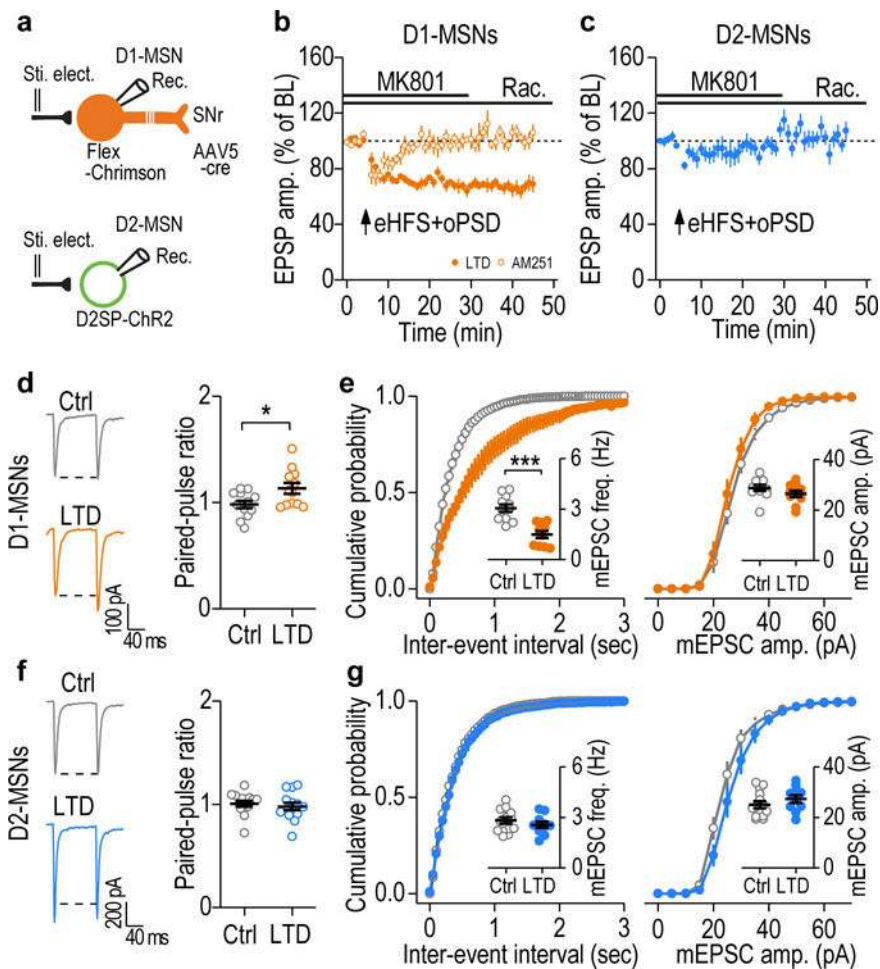 a
D1-MSN
Sti. elect.
Rec.
SNr
Flex
-Chrimson
AAV5
-cre
D2-MSN
Sti. elect.
Rec.
D2SP-ChR2
b
D1-MSNs
160
120
80
40
0
EPSP amp. (% of BL)
MK801
Rac.
eHFS+oPSD
LTD
AM251
0 10 20 30 40 50
Time (min)
c
D2-MSNs
160
120
80
40
0
EPSP amp. (% of BL)
MK801
Rac.
eHFS+oPSD
0 10 20 30 40 50
Time (min)
d
D1-MSNs
Ctrl
LTD
100 pA
40 ms
Paired-pulse ratio
2
1
0
*
Ctrl LTD
e
Cumulative probability
1.0
0.5
0.0
0 1 2 3
Inter-event interval (sec)
***
6
3
0
mEPSC freq. (Hz)
Ctrl LTD
40
20
0
mEPSC amp. (pA)
Ctrl LTD
20 40 60
mEPSC amp. (pA)
f
D2-MSNs
Ctrl
LTD
200 pA
40 ms
Paired-pulse ratio
2
1
0
Ctrl LTD
g
Cumulative probability
1.0
0.5
0.0
0 1 2 3
Inter-event interval (sec)
6
3
0
mEPSC freq. (Hz)
Ctrl LTD
40
20
0
mEPSC amp. (pA)
Ctrl LTD
0 20 40 60
mEPSC amp. (pA)